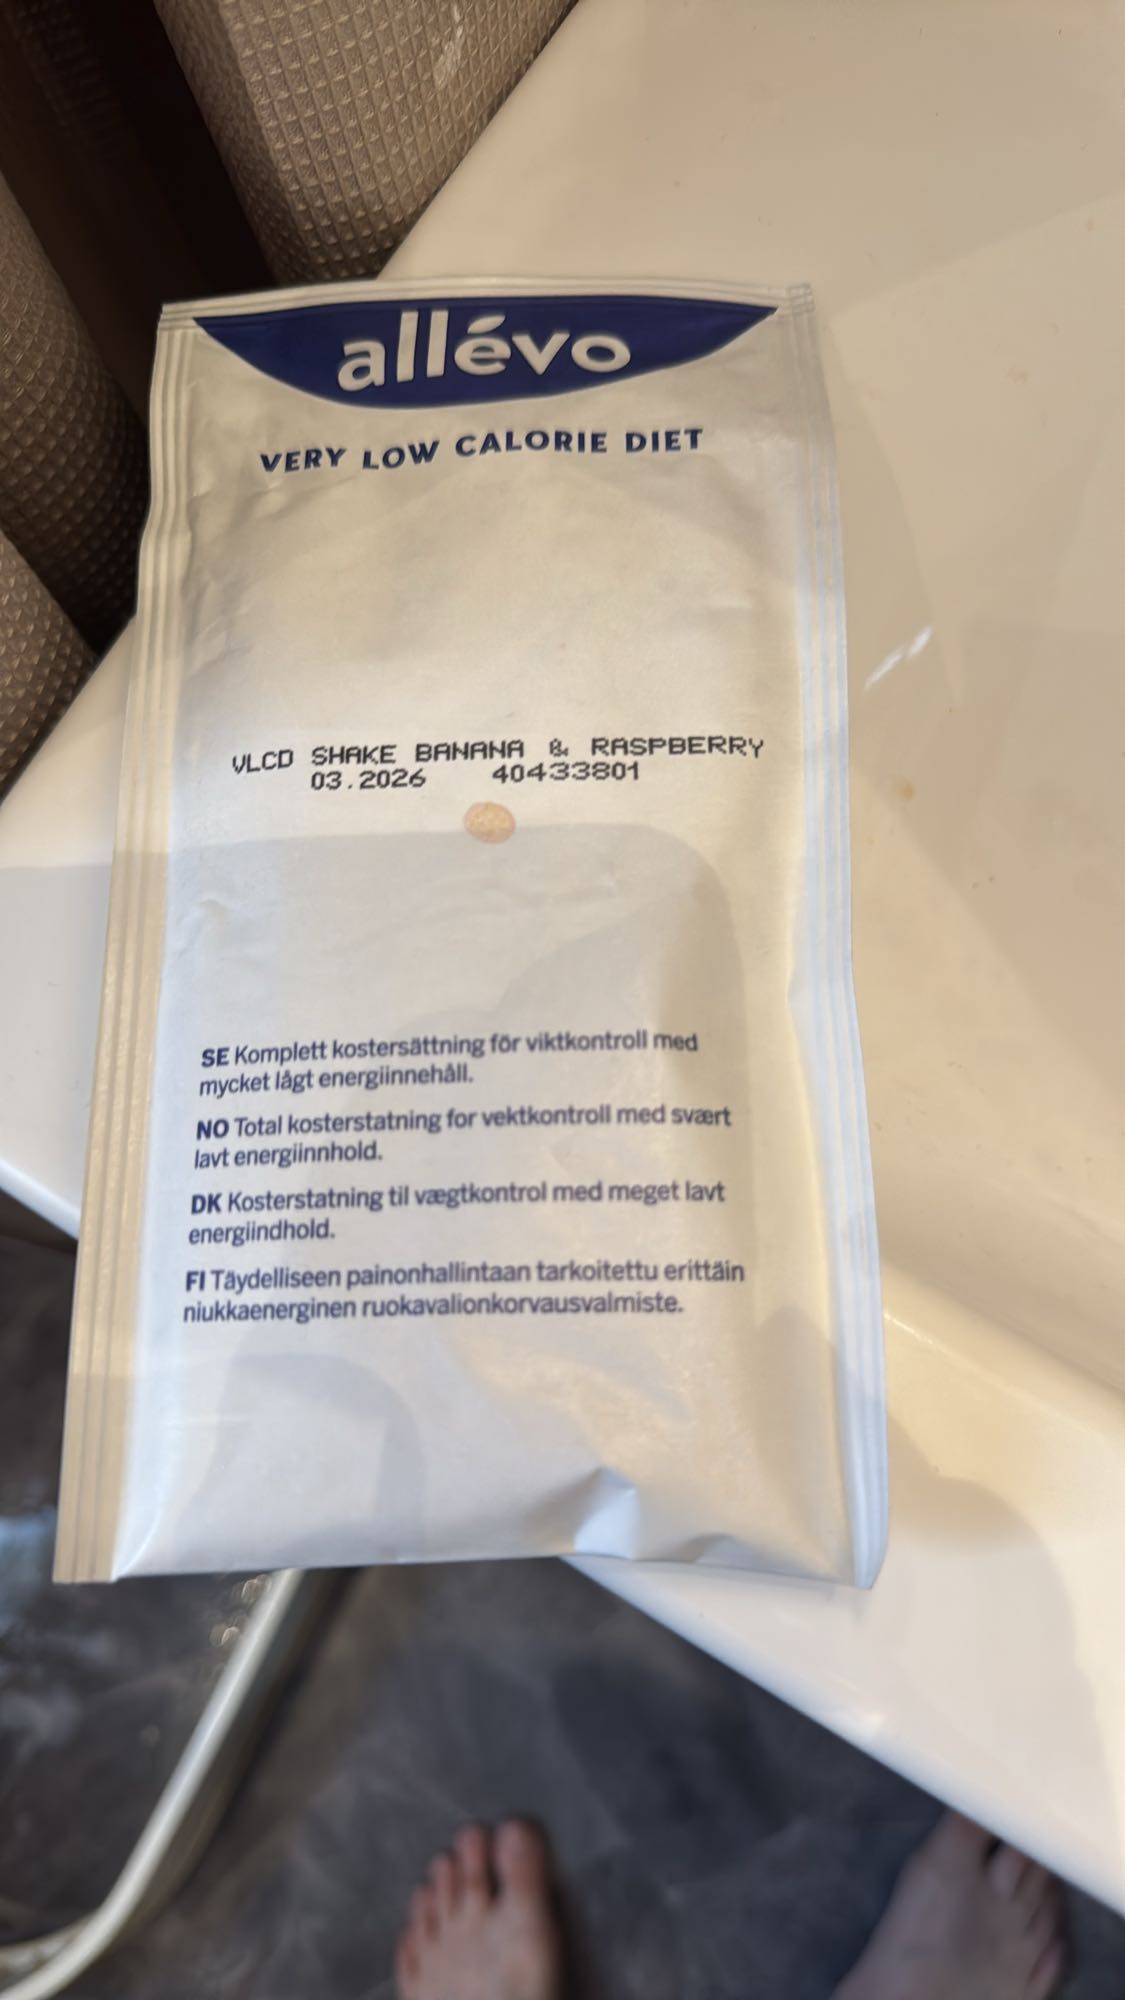 allévo
VERY LOW CALORIE DIET
VLCD SHAKE BANANA & RASPBERRY
03.2026 40433801
SE Komplett kostersättning för viktkontroll med
mycket lågt energiinnehåll.
NO Total kosterstatning for vektkontroll med svært
lavt energiinnhold.
DK Kosterstatning til vægtkontrol med meget lavt
energiindhold.
FI Täydelliseen painonhallintaan tarkoitettu erittäin
niukkaenerginen ruokavalionkorvausvalmiste.